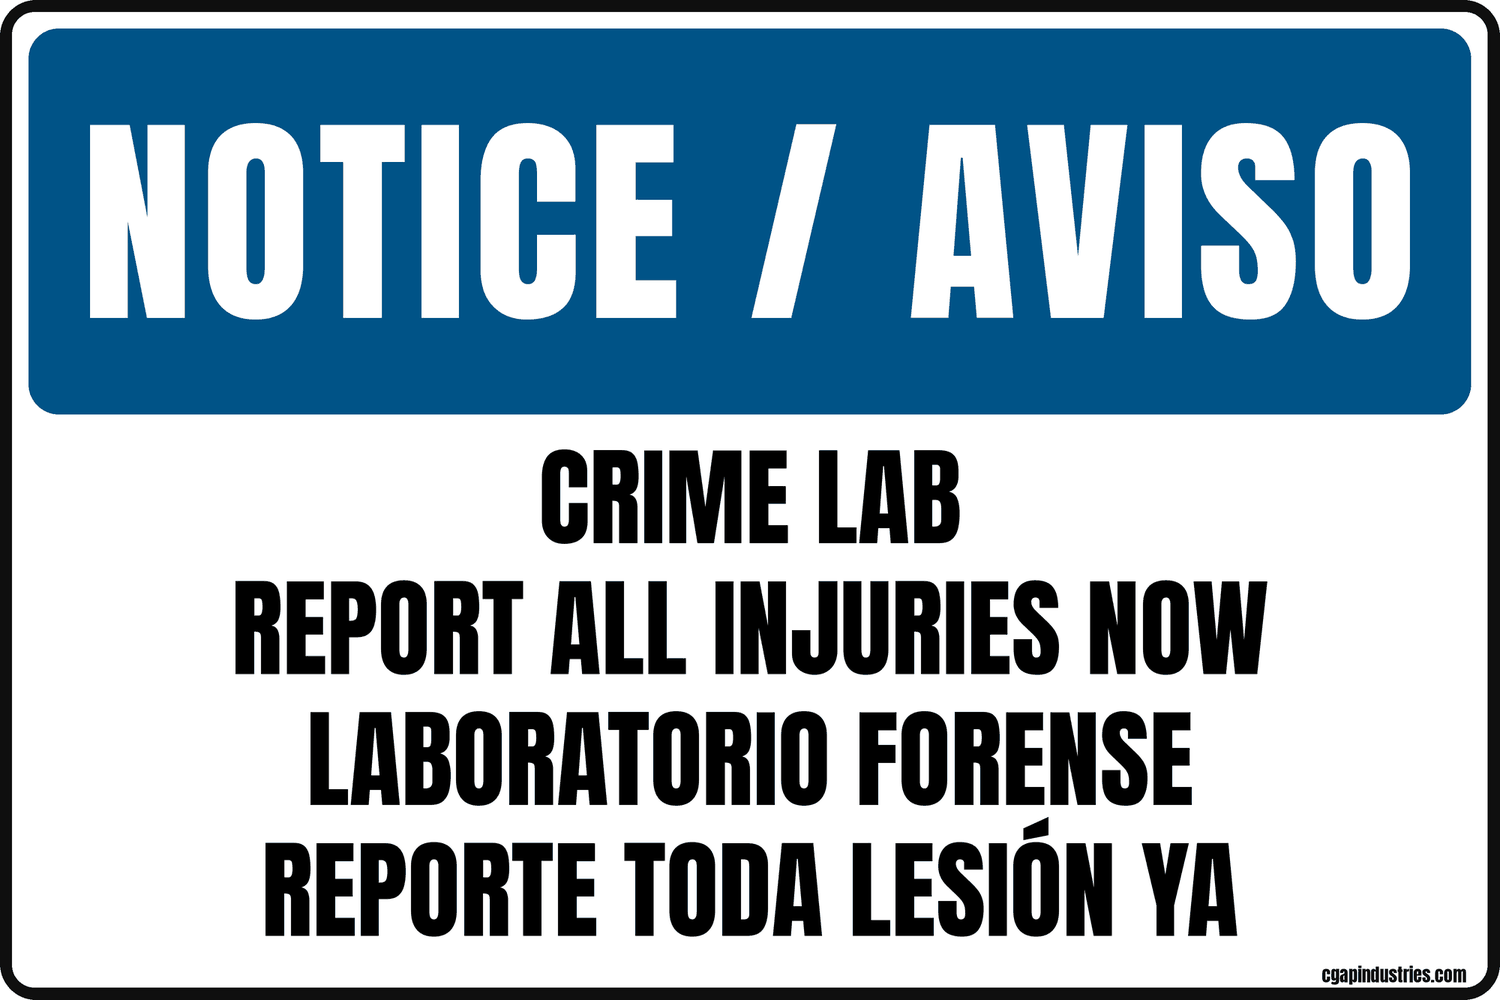 NOTICE / AVISO
CRIME LAB
REPORT ALL INJURIES NOW
LABORATORIO FORENSE
REPORTE TODA LESIÓN YA
cgapindustries.com